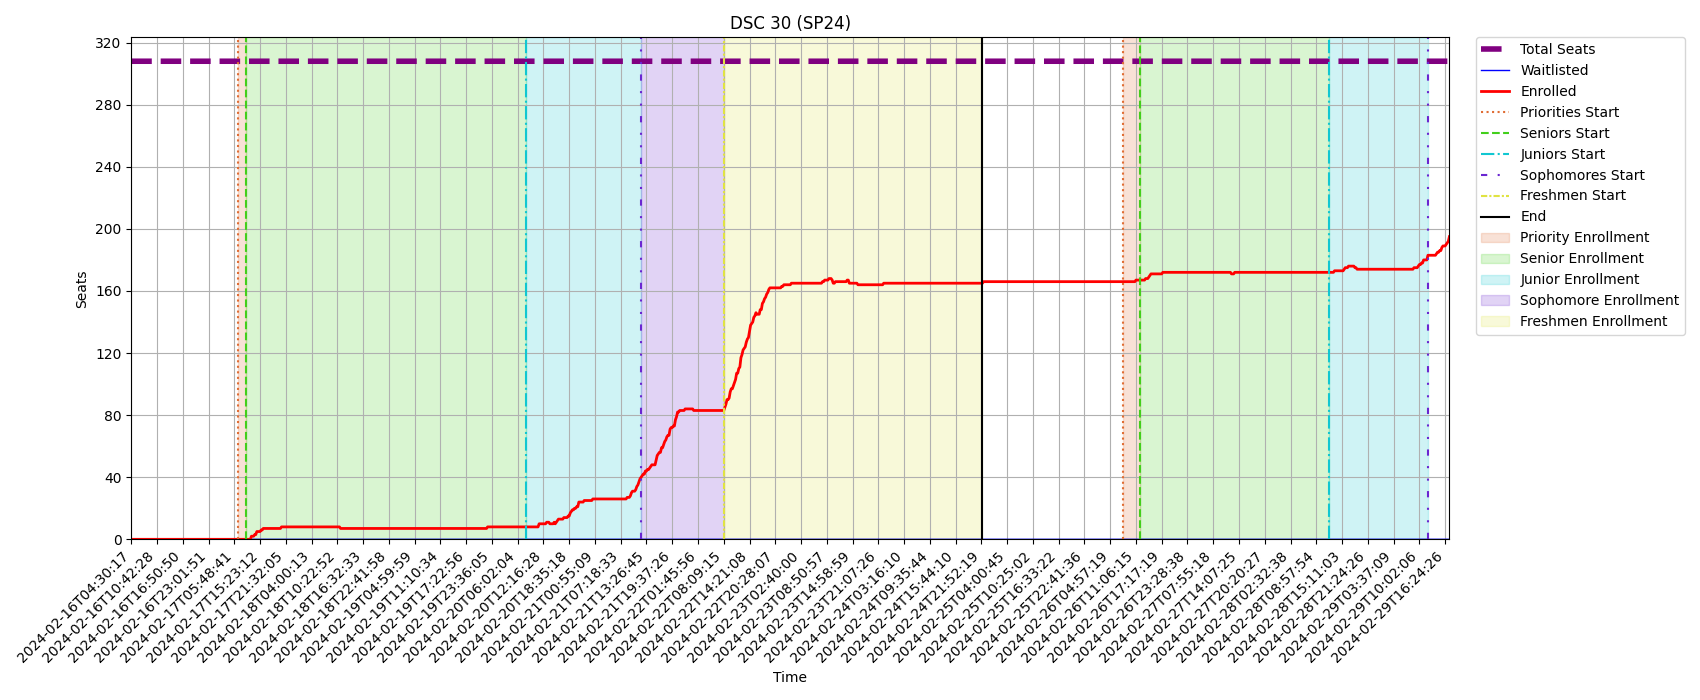 DSC 30 (SP24)
320
280
240
200
160
120
80
40
0
Seats
2024-02-16T04:30:17
2024-02-16T10:42:28
2024-02-16T16:50:50
2024-02-16T23:01:51
2024-02-17T05:48:41
2024-02-17T15:23:12
2024-02-17T21:32:05
2024-02-18T04:00:13
2024-02-18T10:22:52
2024-02-18T16:32:33
2024-02-18T22:41:58
2024-02-19T04:59:59
2024-02-19T11:10:34
2024-02-19T17:22:56
2024-02-19T23:36:05
2024-02-20T06:02:04
2024-02-20T12:16:28
2024-02-20T18:35:18
2024-02-21T00:55:09
2024-02-21T07:18:33
2024-02-21T13:26:45
2024-02-21T19:37:26
2024-02-22T01:45:56
2024-02-22T08:09:15
2024-02-22T14:21:08
2024-02-22T20:28:07
2024-02-23T02:40:00
2024-02-23T08:50:57
2024-02-23T14:58:59
2024-02-23T21:07:26
2024-02-24T03:16:10
2024-02-24T09:35:44
2024-02-24T15:44:10
2024-02-24T21:52:19
2024-02-25T04:00:45
2024-02-25T10:25:02
2024-02-25T16:33:22
2024-02-25T22:41:36
2024-02-26T04:57:19
2024-02-26T11:06:15
2024-02-26T17:17:19
2024-02-26T23:28:38
2024-02-27T07:55:18
2024-02-27T14:07:25
2024-02-27T20:20:27
2024-02-28T02:32:38
2024-02-28T08:57:54
2024-02-28T15:11:03
2024-02-28T21:24:26
2024-02-29T03:37:09
2024-02-29T10:02:06
2024-02-29T16:24:26
Time
Total Seats
Waitlisted
Enrolled
Priorities Start
Seniors Start
Juniors Start
Sophomores Start
Freshmen Start
End
Priority Enrollment
Senior Enrollment
Junior Enrollment
Sophomore Enrollment
Freshmen Enrollment